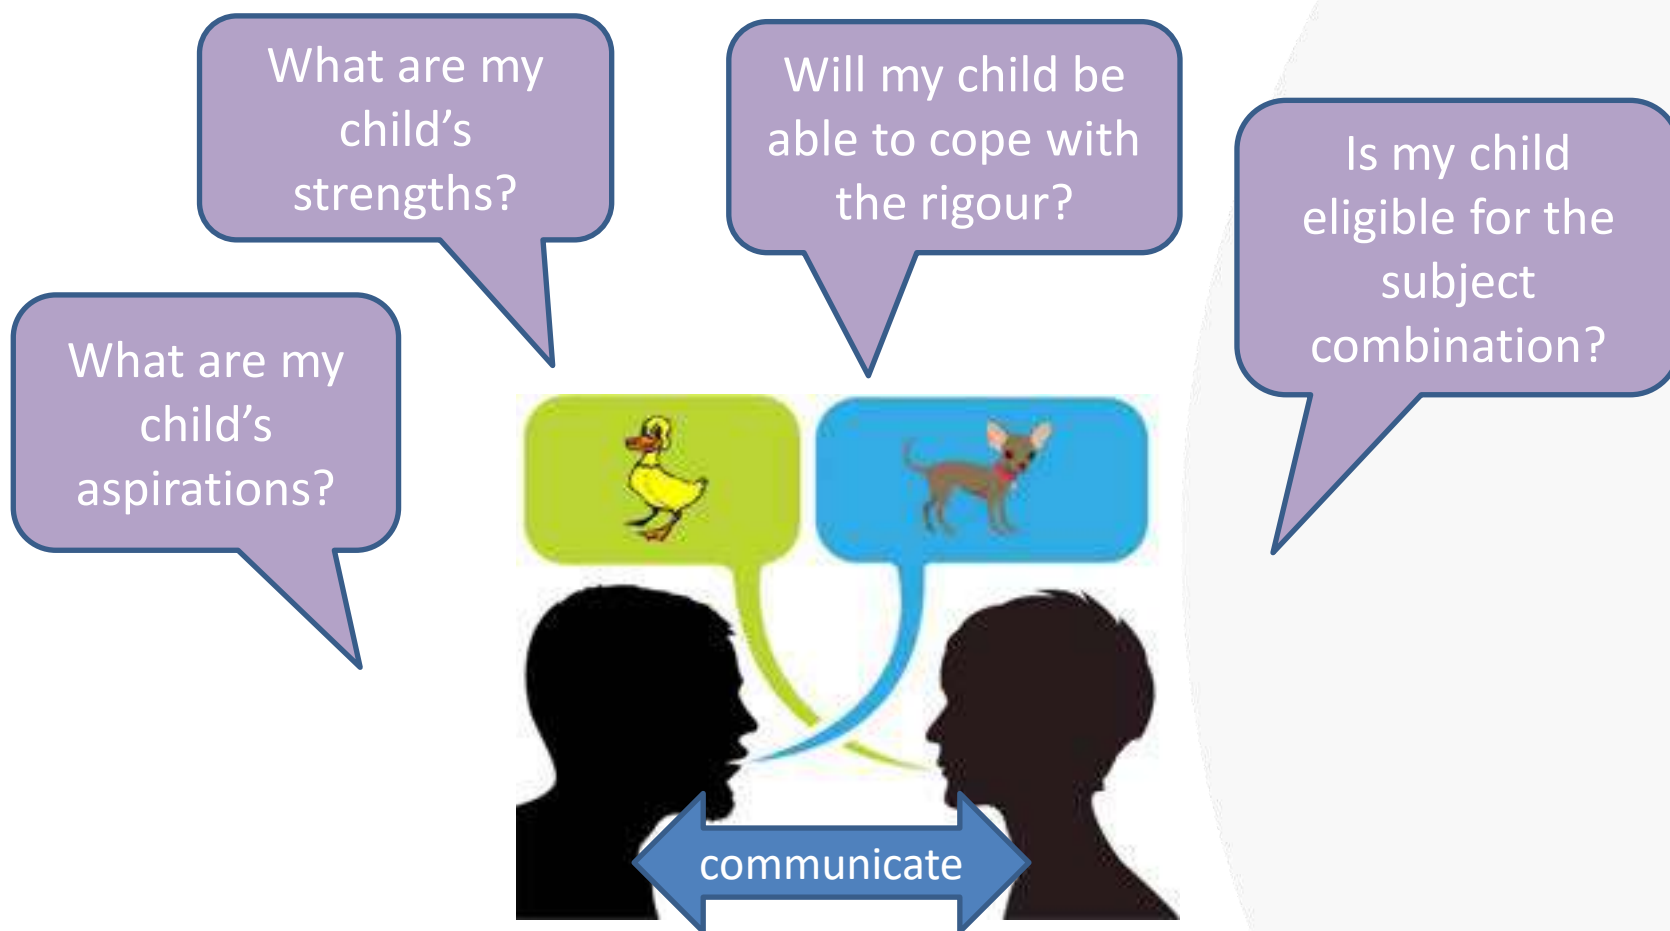 What are my
child’s
strengths?
Will my child be
able to cope with
the rigour?
Is my child
eligible for the
subject
combination?
What are my
child’s
aspirations?
communicate